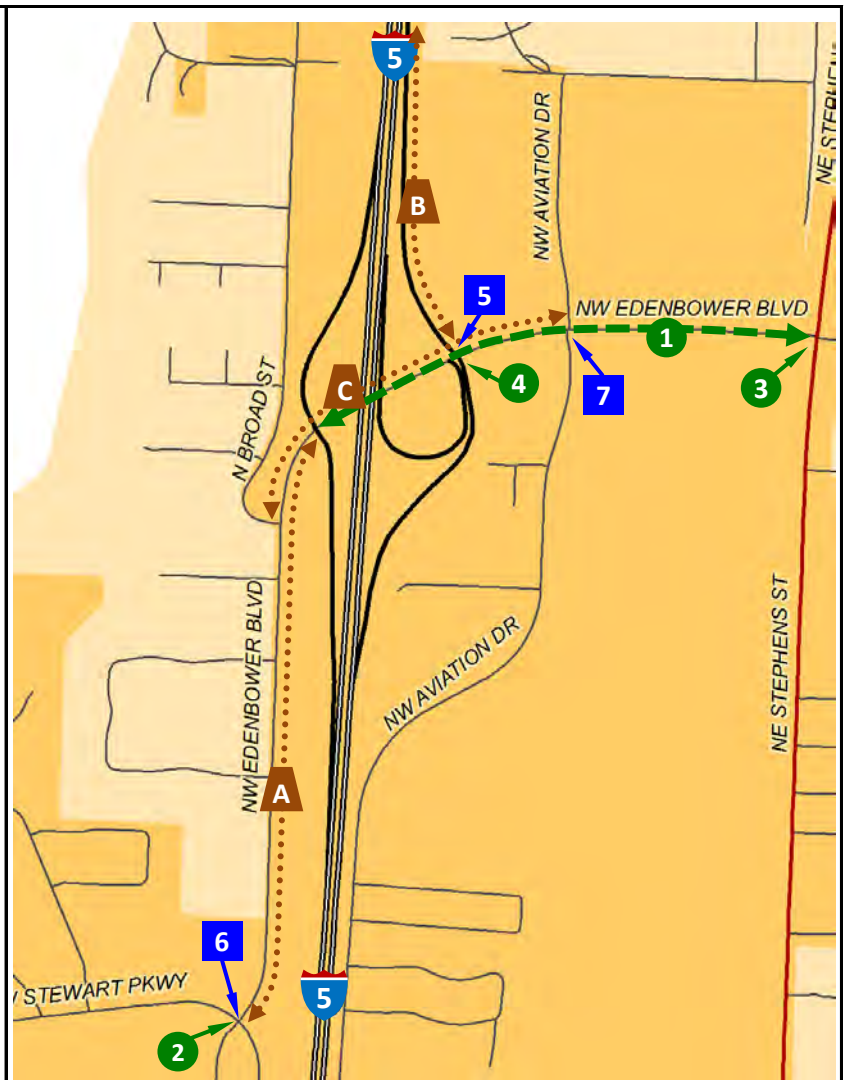 5
NE STEPHENS
NW AVIATION DR
B
5
NW EDENBOWER BLVD
1
4
3
7
C
N BROAD ST
NW EDENBOWER BLVD
NW AVIATION DR
NE STEPHENS ST
A
6
STEWART PKWY
5
2